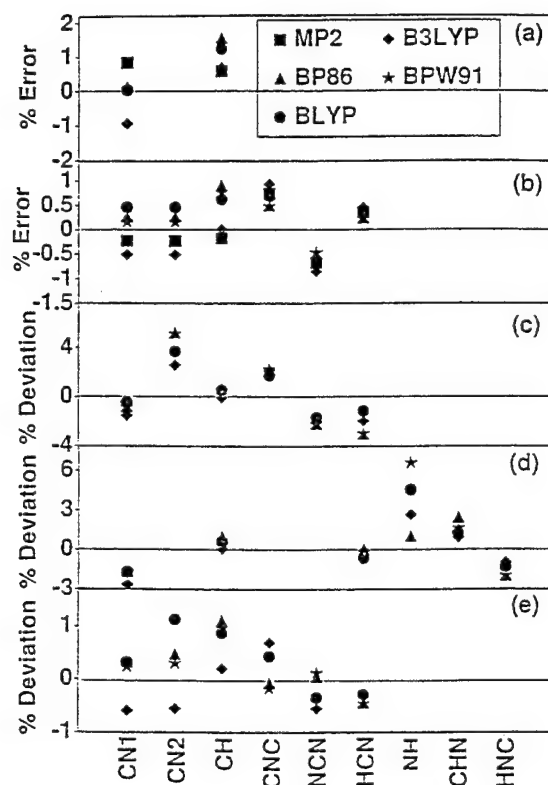 MP2 B3LYP (a)
BP86 BPW91
BLYP
% Error
2
1
0
-1
-2
(b)
% Error
1
0.5
0
-0.5
-1
-1.5
(c)
% Deviation
4
0
-4
(d)
% Deviation
6
3
0
-3
(e)
% Deviation
1
0
-1
CN1 CN2 CH CNC NCN HCN NH CHN HNC